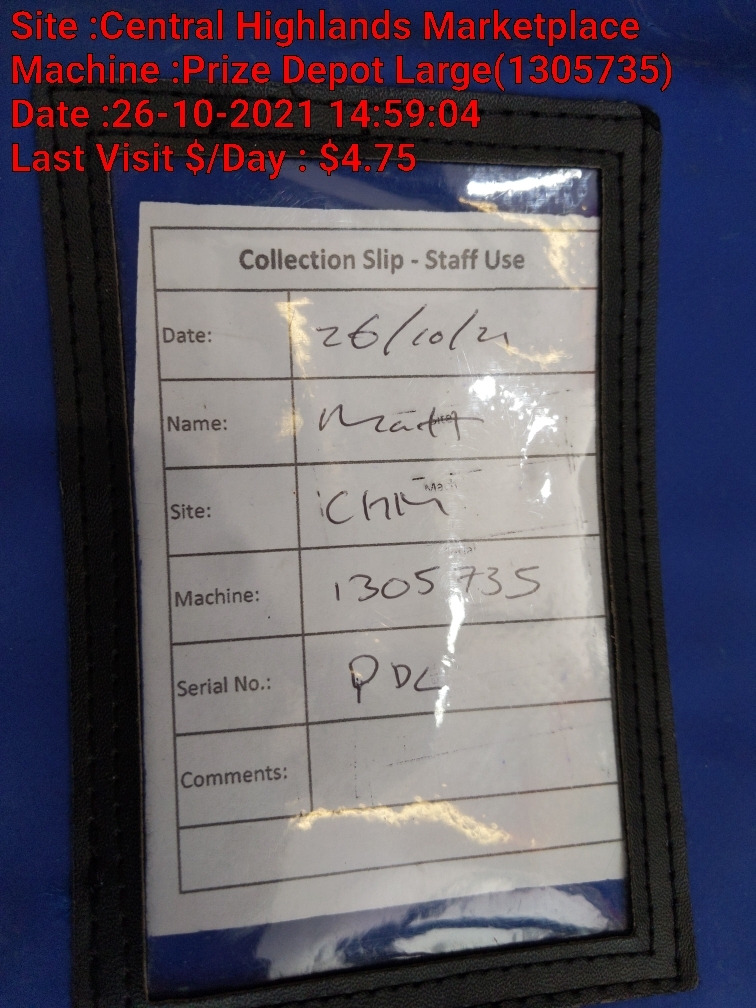 Site :Central Highlands Marketplace
Machine :Prize Depot Large(1305735)
Date :26-10-2021 14:59:04
Last Visit $/Day : $4.75
Collection Slip - Staff Use
Date: 26/10/21
Name: Matt
Site: CHM
Machine: 1305735
Serial No.: PDL
Comments: